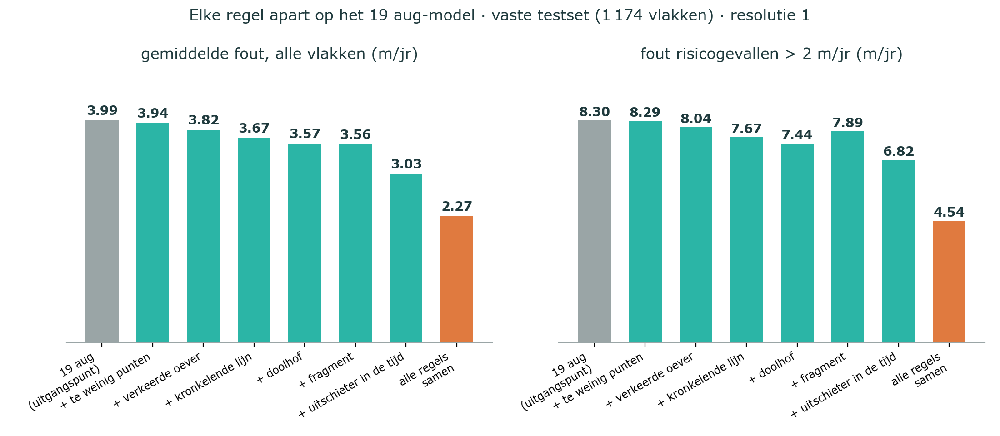 Elke regel apart op het 19 aug-model · vaste testset (1 174 vlakken) · resolutie 1
gemiddelde fout, alle vlakken (m/jr)
3.99
3.94
3.82
3.67
3.57
3.56
3.03
2.27
19 aug
(uitgangspunt)
+ te weinig punten
+ verkeerde oever
+ kronkelende lijn
+ doolhof
+ fragment
+ uitschieter in de tijd
alle regels
samen
fout risicogevallen > 2 m/jr (m/jr)
8.30
8.29
8.04
7.67
7.44
7.89
6.82
4.54
19 aug
(uitgangspunt)
+ te weinig punten
+ verkeerde oever
+ kronkelende lijn
+ doolhof
+ fragment
+ uitschieter in de tijd
alle regels
samen